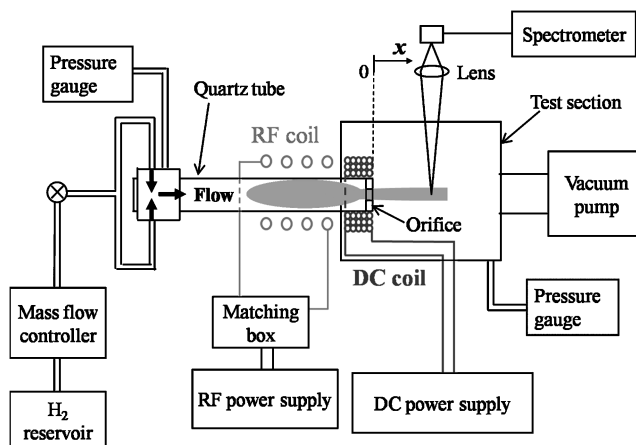 Pressure
gauge
Quartz tube
RF coil
0
x
Lens
Spectrometer
Test section
Flow
Orifice
DC coil
Vacuum
pump
Pressure
gauge
Mass flow
controller
H2
reservoir
Matching
box
RF power supply
DC power supply